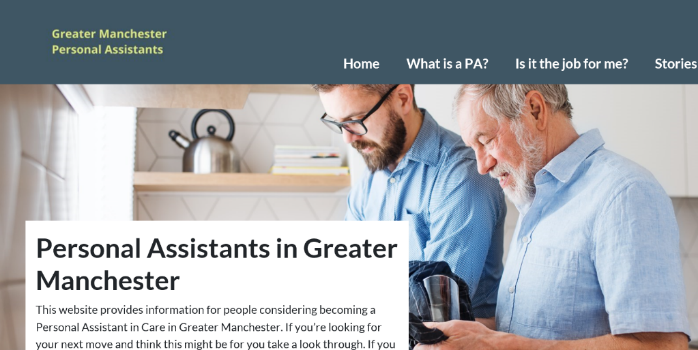 Greater Manchester
Personal Assistants
Home What is a PA? Is it the job for me? Stories
Personal Assistants in Greater
Manchester
This website provides information for people considering becoming a
Personal Assistant in Care in Greater Manchester. If you're looking for
your next move and think this might be for you take a look through. If you